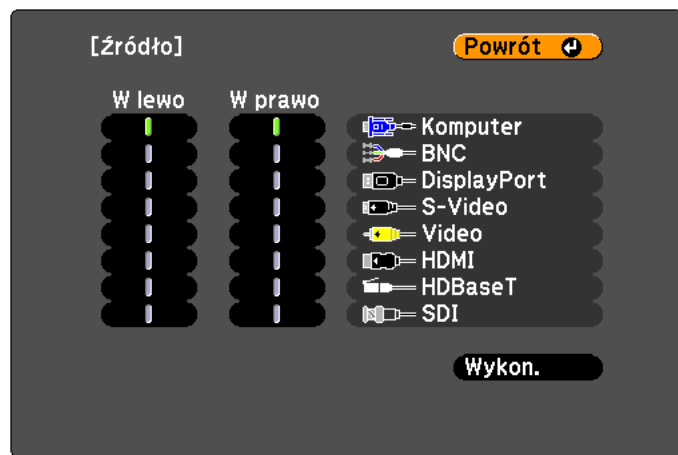 [Źródło]
Powrót
W lewo W prawo
Komputer
BNC
DisplayPort
S-Video
Video
HDMI
HDBaseT
SDI
Wykon.